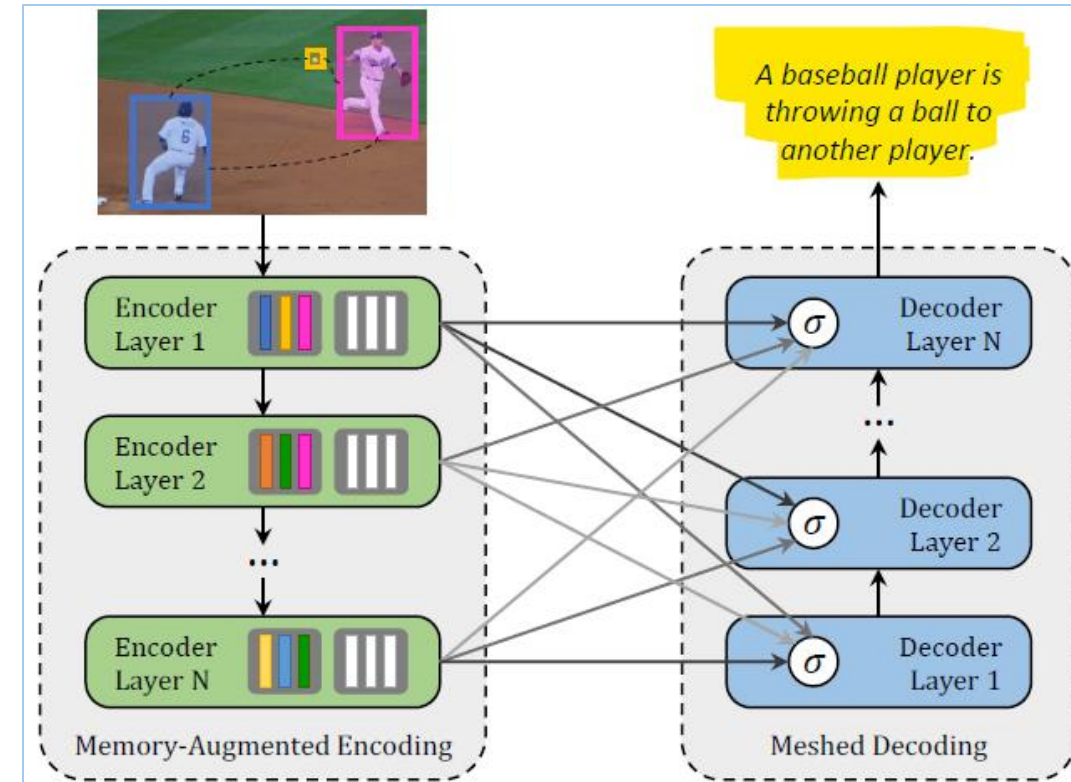 6
A baseball player is
throwing a ball to
another player.
Encoder
Layer 1
Encoder
Layer 2
...
Encoder
Layer N
Memory-Augmented Encoding
σ
Decoder
Layer N
...
σ
Decoder
Layer 2
σ
Decoder
Layer 1
Meshed Decoding